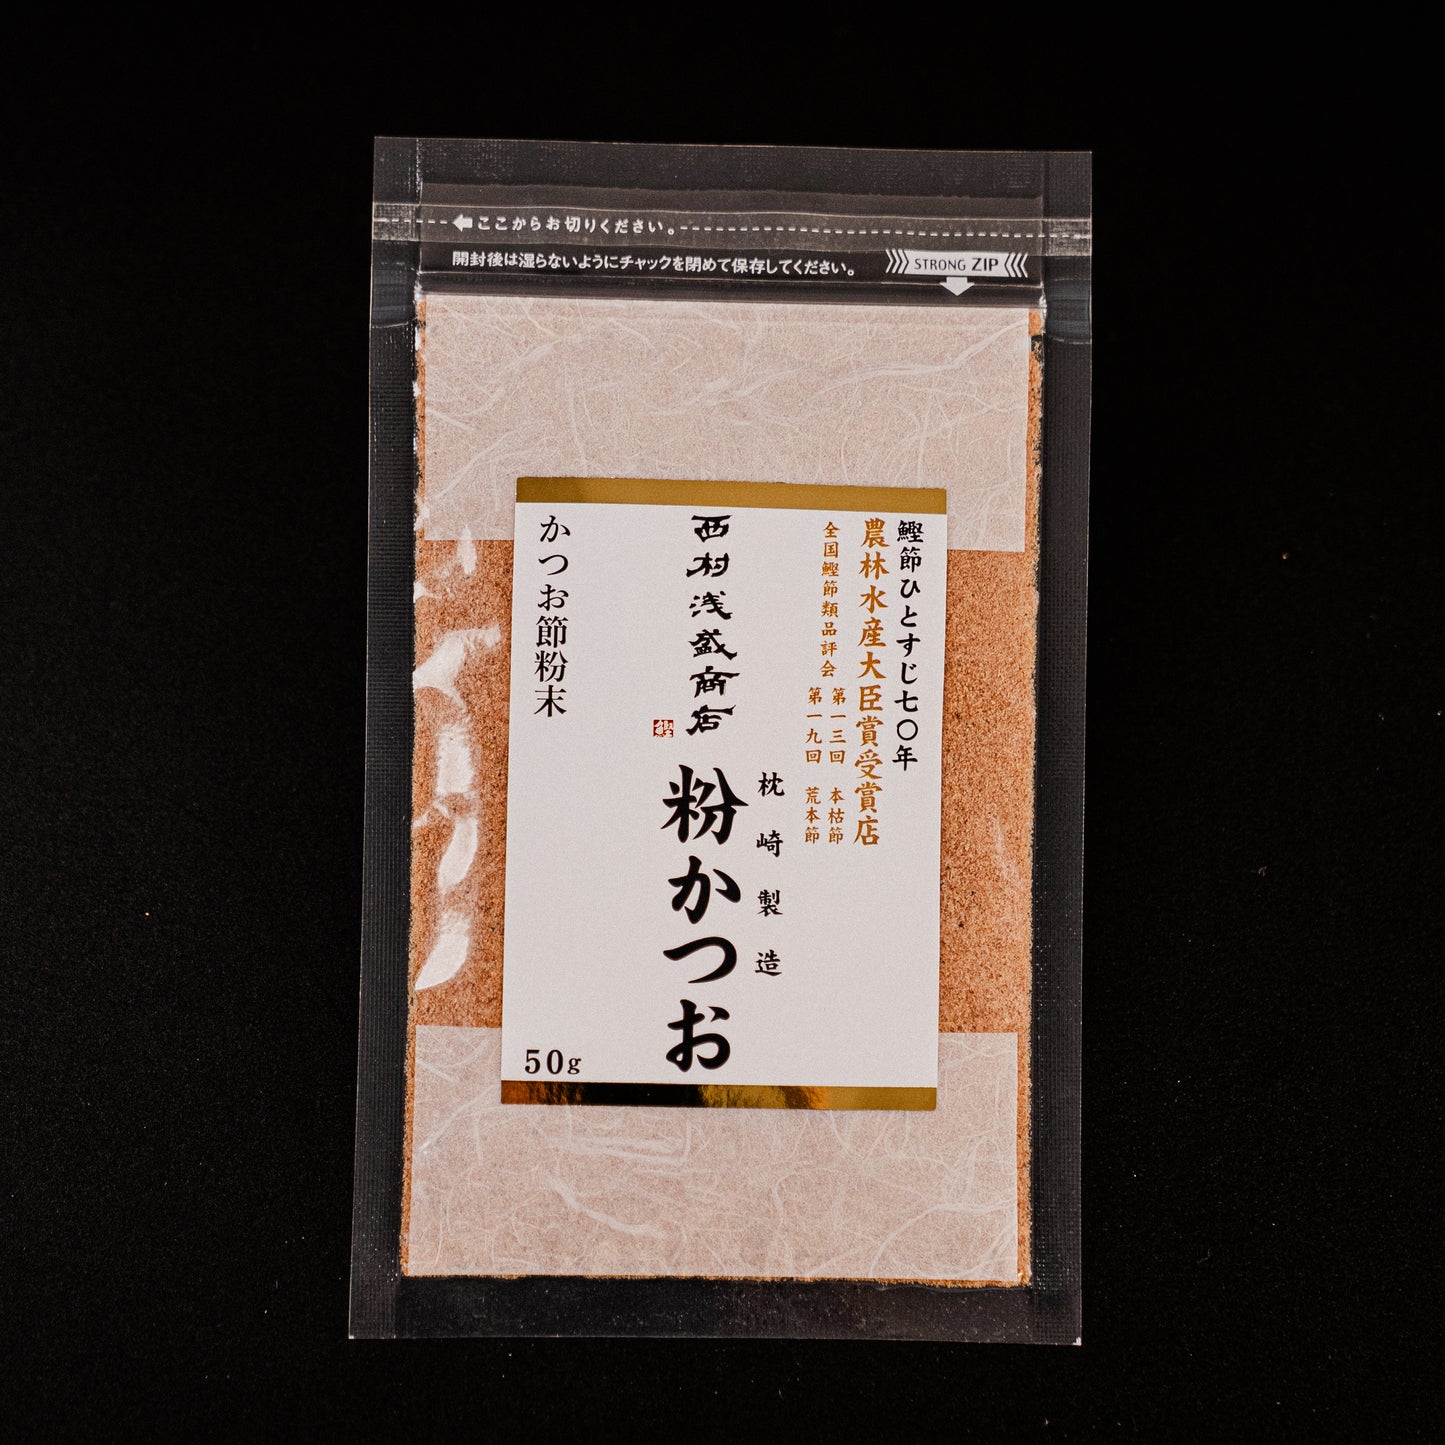 ここからお切りください。
開封後は湿らないようにチャックを閉めて保存してください。
STRONG ZIP
鰹節ひとすじ七〇年
農林水産大臣賞受賞店
全国鰹節類品評会
第一三回 本枯節
第一九回 荒本節
枕崎製造
西村浅盛商店
鰹
粉かつお
かつお節粉末
50g